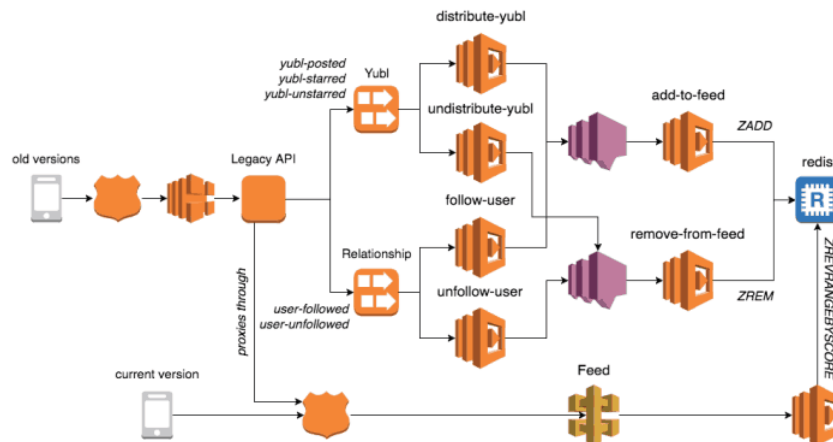 distribute-yubl
yubl-posted
yubl-starred
yubl-unstarred
Yubl
undistribute-yubl
add-to-feed
ZADD
old versions
Legacy API
redis
R
follow-user
Relationship
remove-from-feed
user-followed
user-unfollowed
unfollow-user
ZREM
proxies through
ZREVRANGEBYSCORE
current version
Feed